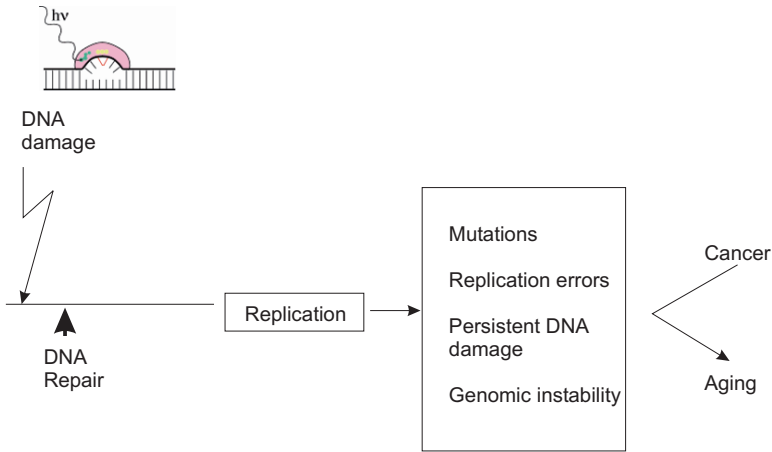 hν
DNA
damage
DNA
Repair
Replication
Mutations
Replication errors
Persistent DNA
damage
Genomic instability
Cancer
Aging